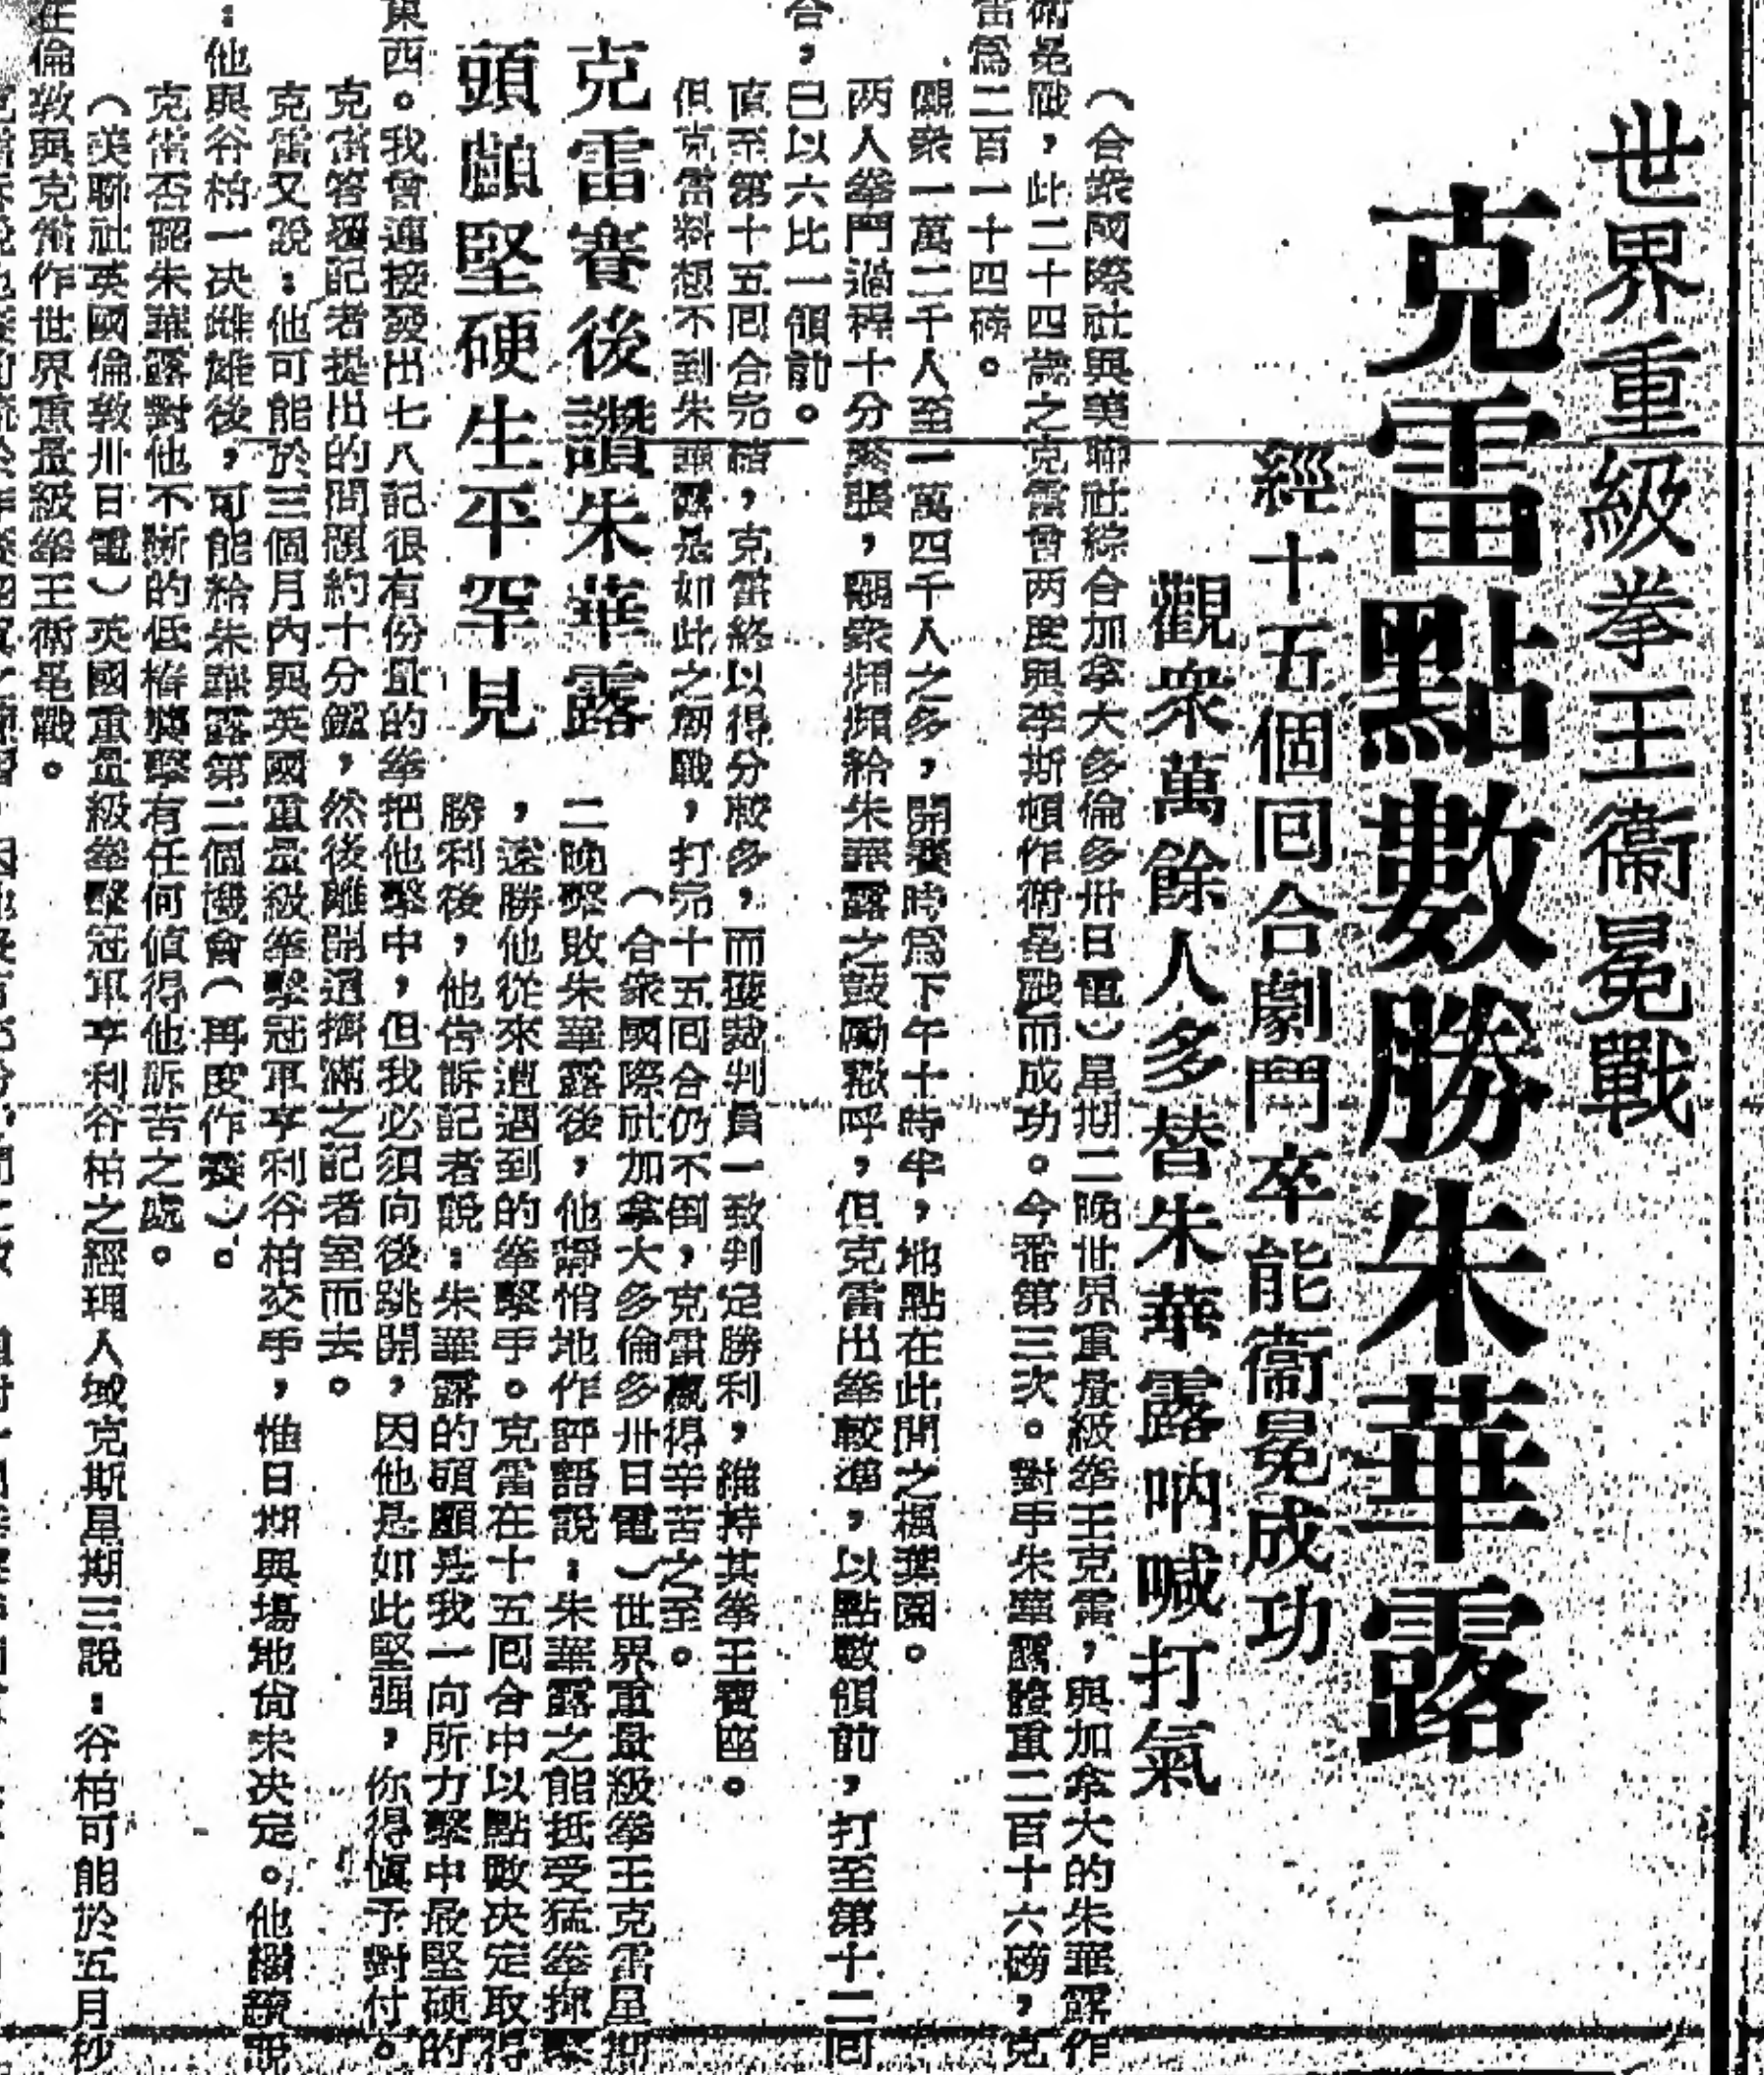 世界重級拳王衞冕戰
克雷點數勝朱華露
經十五個回合劇鬥卒能衞冕成功
觀衆萬餘人多替朱華露吶喊打氣
（合衆國際社與美聯社綜合加拿大多倫多卅日電）星期二晚世界重量級拳王克雷，與加拿大的朱華露作
衞冕戰，此二十四歲之克雷曾两度與李斯頓作衞冕戰而成功。今番第三次。對手朱華露體重二百十六磅，克
雷爲二百一十四磅。
觀衆一萬二千人至一萬四千人之多，開賽時爲下午十時半，地點在此間之楓葉園。
两人拳鬥過程十分緊張，觀衆頻頻給朱華露之鼓勵歡呼，但克雷出拳較準，以點數領前，打至第十二回
合，已以六比一領前。
直至第十五回合完結，克雷終以得分較多，而獲裁判員一致判定勝利，維持其拳王寶座。
但克雷料想不到朱華露是如此之耐戰，打完十五回合仍不倒，克雷贏得辛苦之至。
克雷賽後讚朱華露
頭顱堅硬生平罕見
（合衆國際社加拿大多倫多卅日電）世界重量級拳王克雷星期
二晚擊敗朱華露後，他靜悄地作評語說：朱華露之能抵受猛拳抑擊
，遠勝他從來遭遇到的拳擊手。克雷在十五回合中以點數决定取得
勝利後，他告訴記者說：朱華露的頭顱是我一向所力擊中最堅硬的
東西。我曾連接發出七八記很有份量的拳把他擊中，但我必須向後跳開，因他是如此堅强，你得愼予對付。
克雷答覆記者提出的問題約十分鐘，然後離開這擠滿之記者室而去。
克雷又說：他可能於三個月內與英國重量級拳擊冠軍亨利谷柏交手，惟日期與場地尙未决定。他繼續說
：他與谷柏一决雌雄後，可能給朱華露第二個機會（再度作賽）。
克雷否認朱華露對他不斷的低樁擲擊有任何值得他訴苦之處。
（美聯社英國倫敦卅日電）英國重量級拳擊冠軍亨利谷柏之經理人域克斯星期三說：谷柏可能於五月杪
在倫敦與克雷作世界重量級拳王衞冕戰。